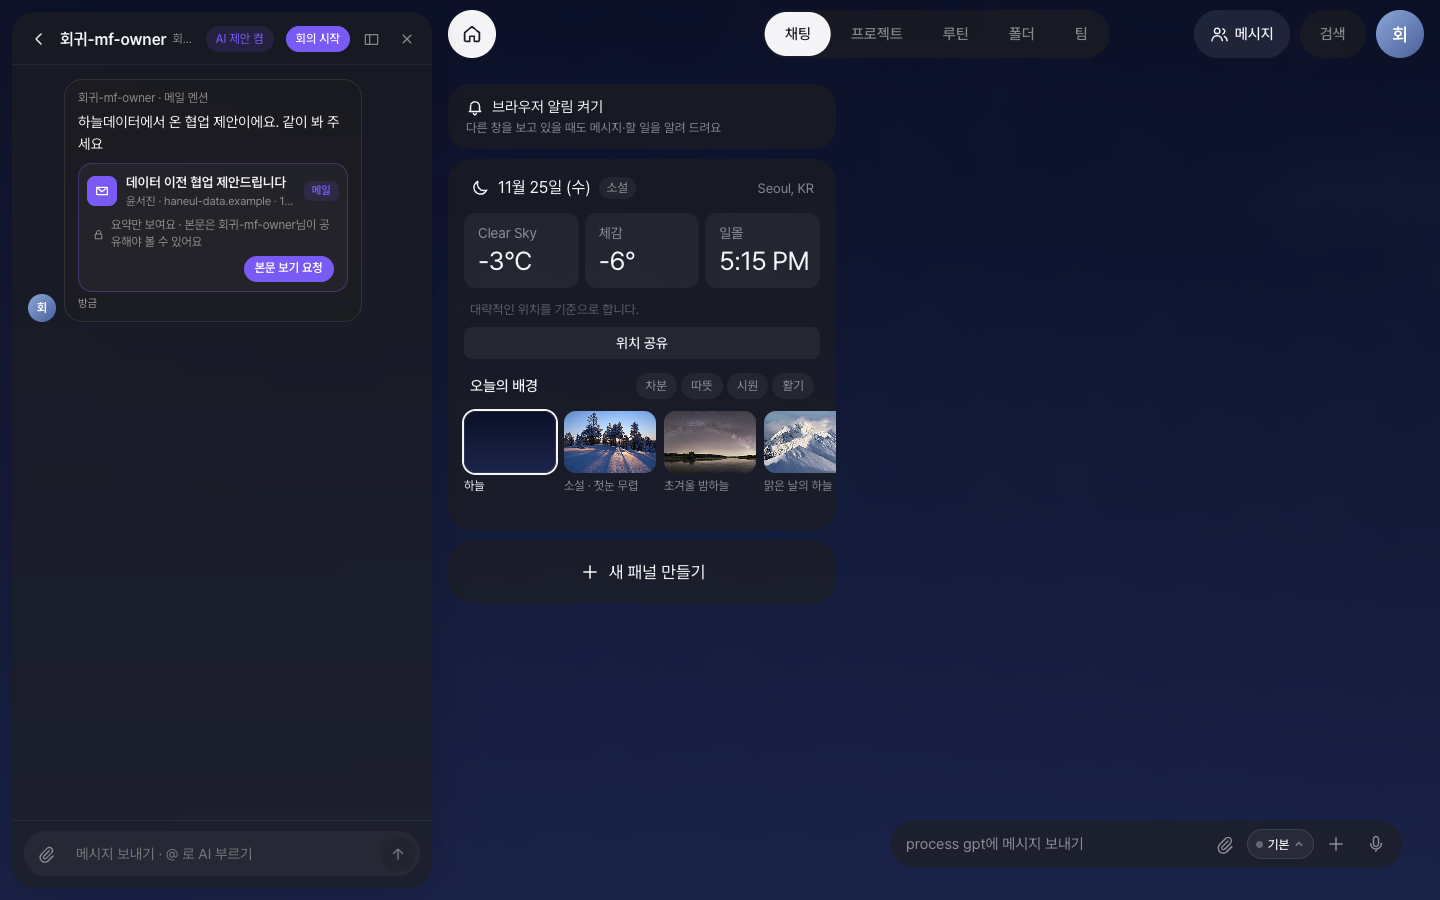 회귀-mf-owner 회...
AI 제안 켬
회의 시작
회귀-mf-owner · 메일 멘션
하늘데이터에서 온 협업 제안이에요. 같이 봐 주
세요
데이터 이전 협업 제안드립니다
메일
윤서진 · haneul-data.example · 1...
요약만 보여요 · 본문은 회귀-mf-owner님이 공
유해야 볼 수 있어요
본문 보기 요청
방금
회
메시지 보내기 · @ 로 AI 부르기
채팅
프로젝트
루틴
폴더
팀
메시지
검색
회
브라우저 알림 켜기
다른 창을 보고 있을 때도 메시지·할 일을 알려 드려요
11월 25일 (수)
소설
Seoul, KR
Clear Sky
-3°C
체감
-6°
일몰
5:15 PM
대략적인 위치를 기준으로 합니다.
위치 공유
오늘의 배경
차분
따뜻
시원
활기
하늘
소설 · 첫눈 무렵
초겨울 밤하늘
맑은 날의 하늘
새 패널 만들기
process gpt에 메시지 보내기
기본